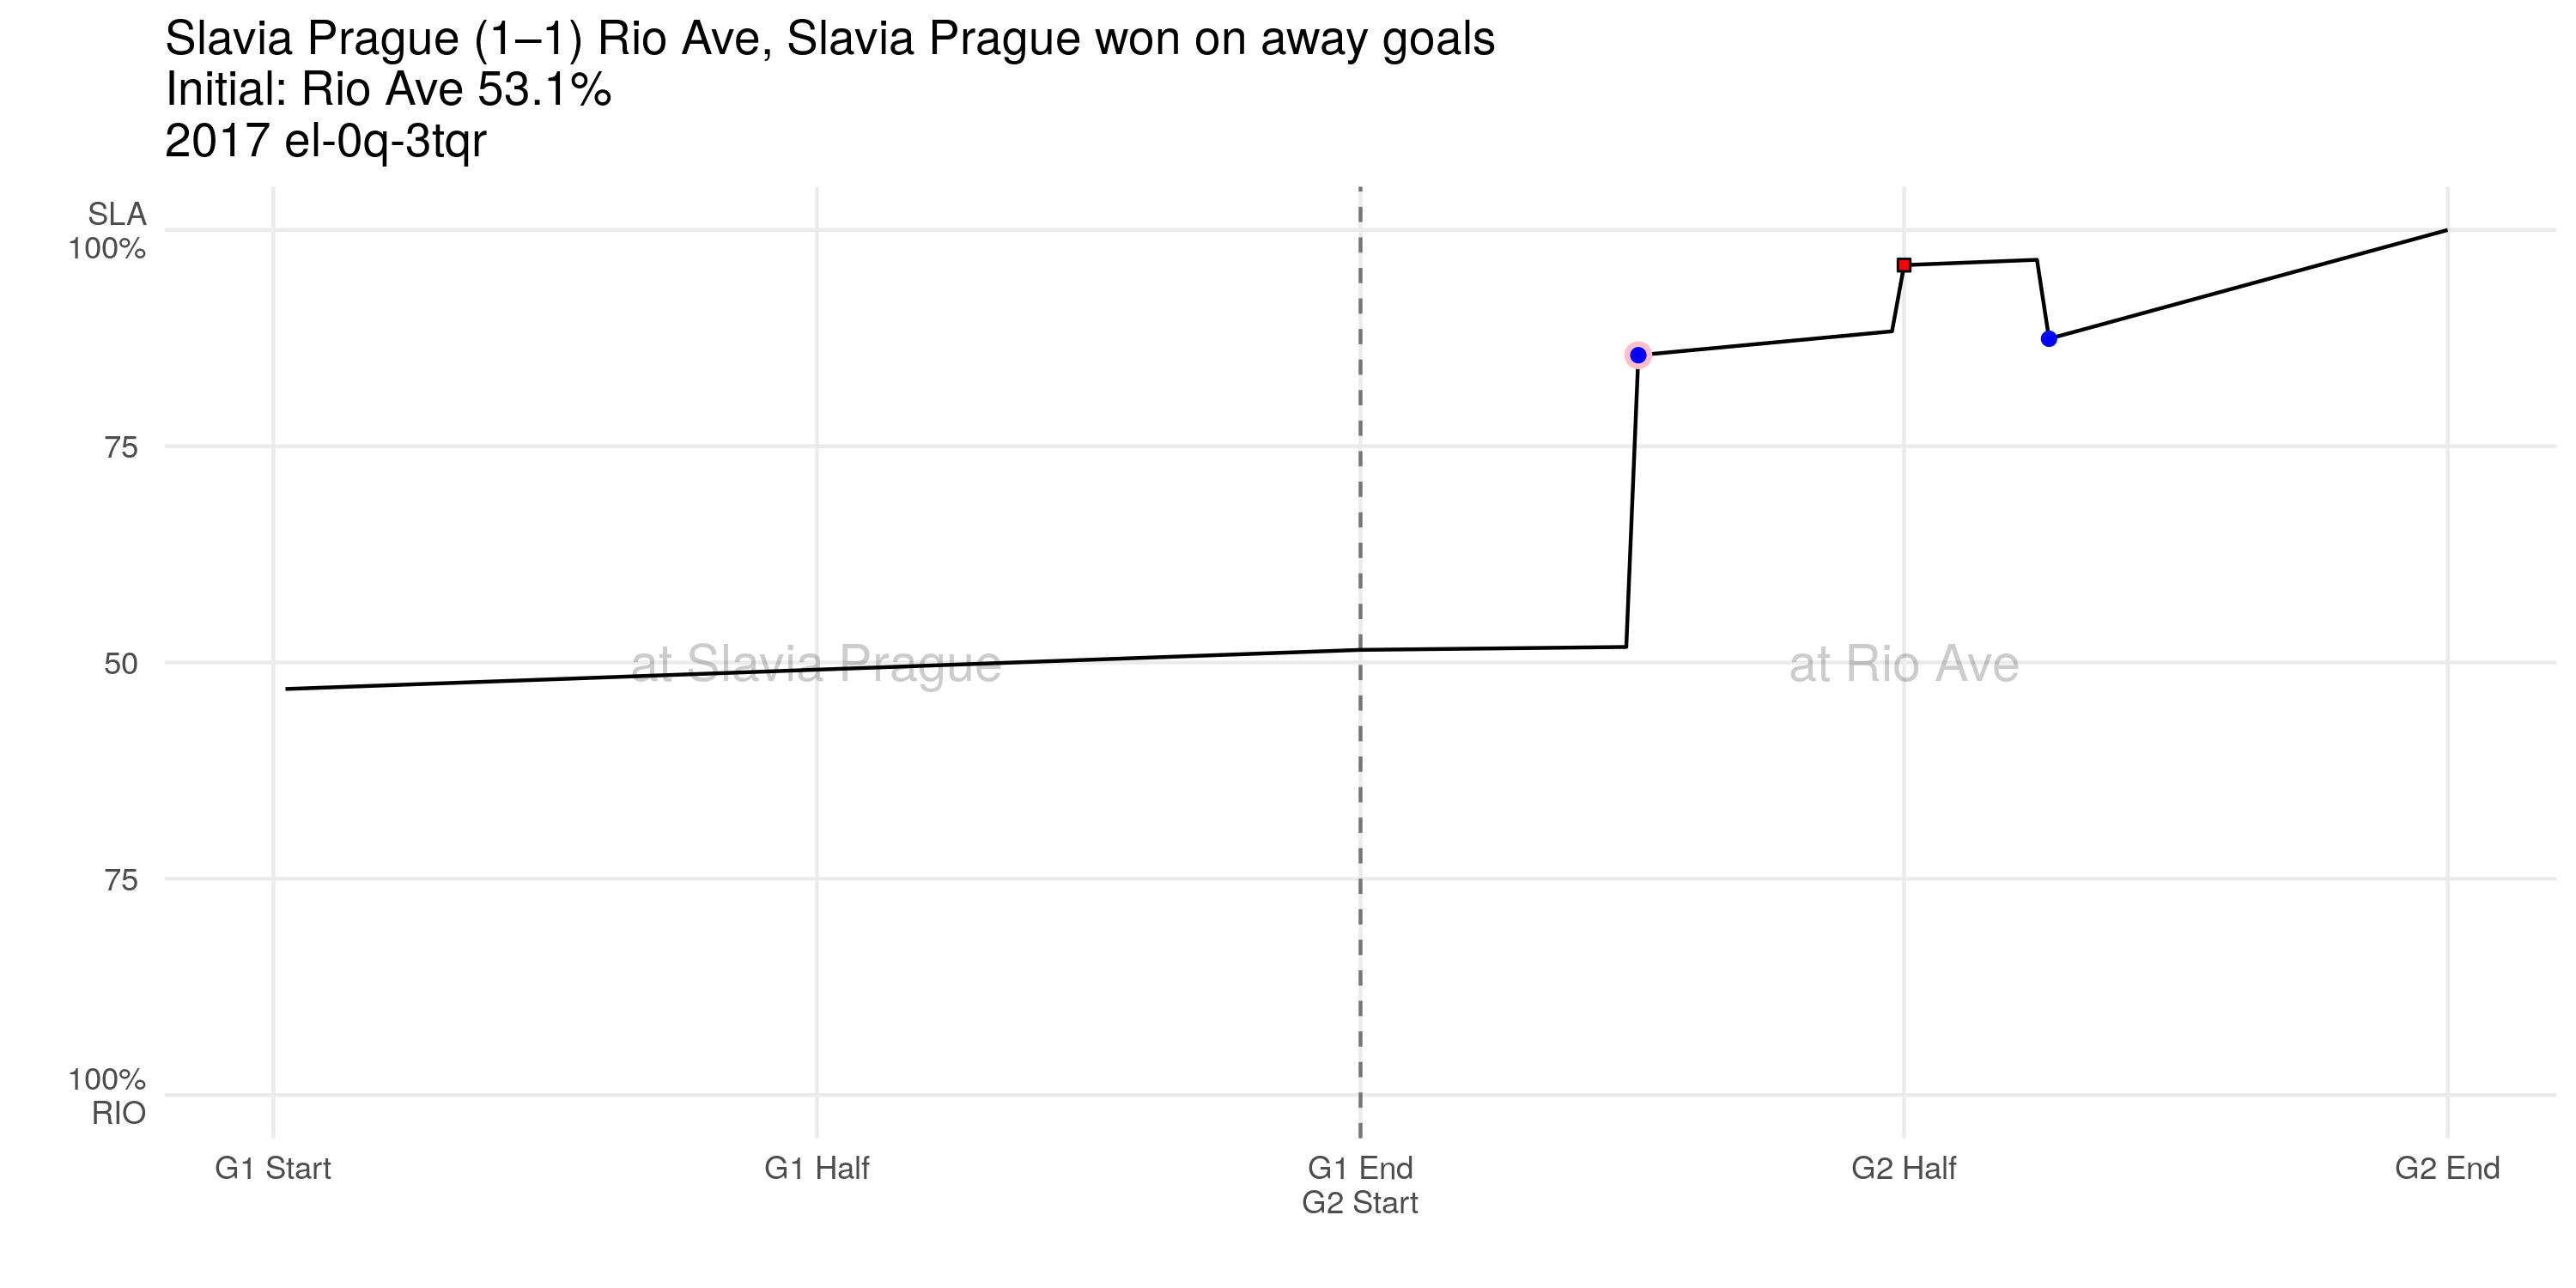 Slavia Prague (1–1) Rio Ave, Slavia Prague won on away goals
Initial: Rio Ave 53.1%
2017 el-0q-3tqr
SLA
100%
75
50
75
100%
RIO
at Slavia Prague
at Rio Ave
G1 Start
G1 Half
G1 End
G2 Start
G2 Half
G2 End